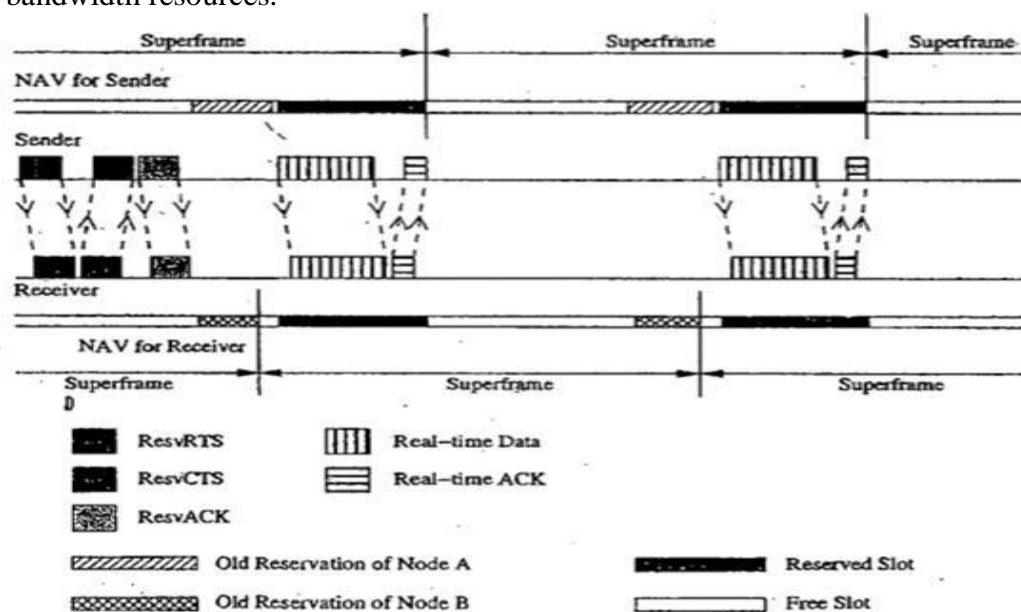 bandwidth resources.
Superframe Superframe Superframe
NAV for Sender
Sender
Receiver
NAV for Receiver
Superframe Superframe Superframe
ResvRTS Real-time Data
ResvCTS Real-time ACK
ResvACK
Old Reservation of Node A Reserved Slot
Old Reservation of Node B Free Slot